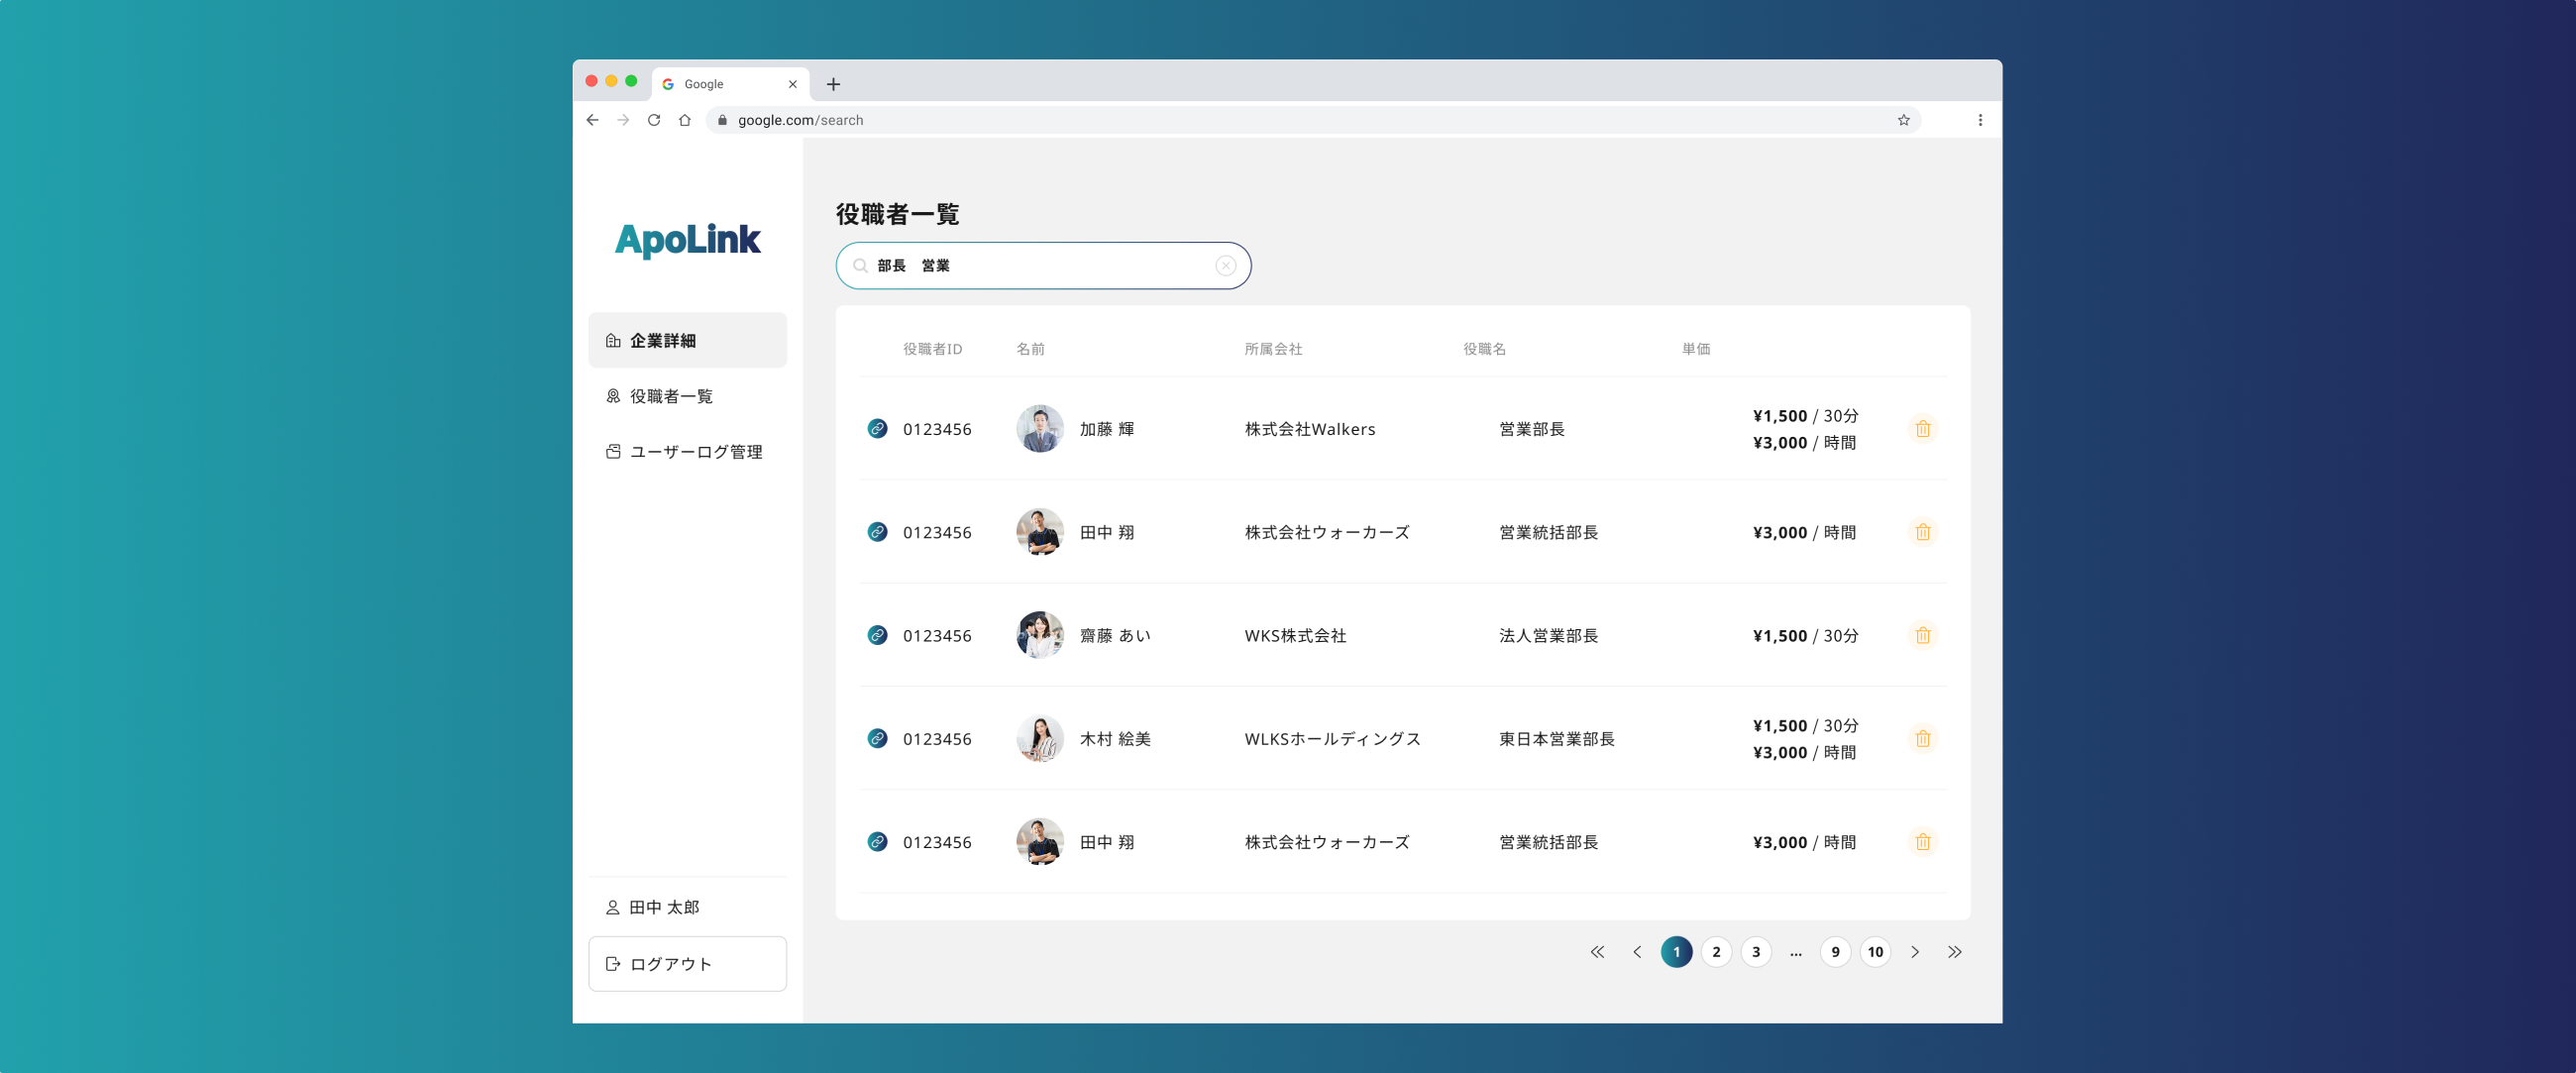 Google
google.com/search
ApoLink
企業詳細
役職者一覧
ユーザーログ管理
田中 太郎
ログアウト
役職者一覧
部長　営業
役職者ID 名前 所属会社 役職名 単価
0123456 加藤 輝 株式会社Walkers 営業部長 ¥1,500 / 30分
¥3,000 / 時間
0123456 田中 翔 株式会社ウォーカーズ 営業統括部長 ¥3,000 / 時間
0123456 齋藤 あい WKS株式会社 法人営業部長 ¥1,500 / 30分
0123456 木村 絵美 WLKSホールディングス 東日本営業部長 ¥1,500 / 30分
¥3,000 / 時間
0123456 田中 翔 株式会社ウォーカーズ 営業統括部長 ¥3,000 / 時間
1 2 3 ... 9 10